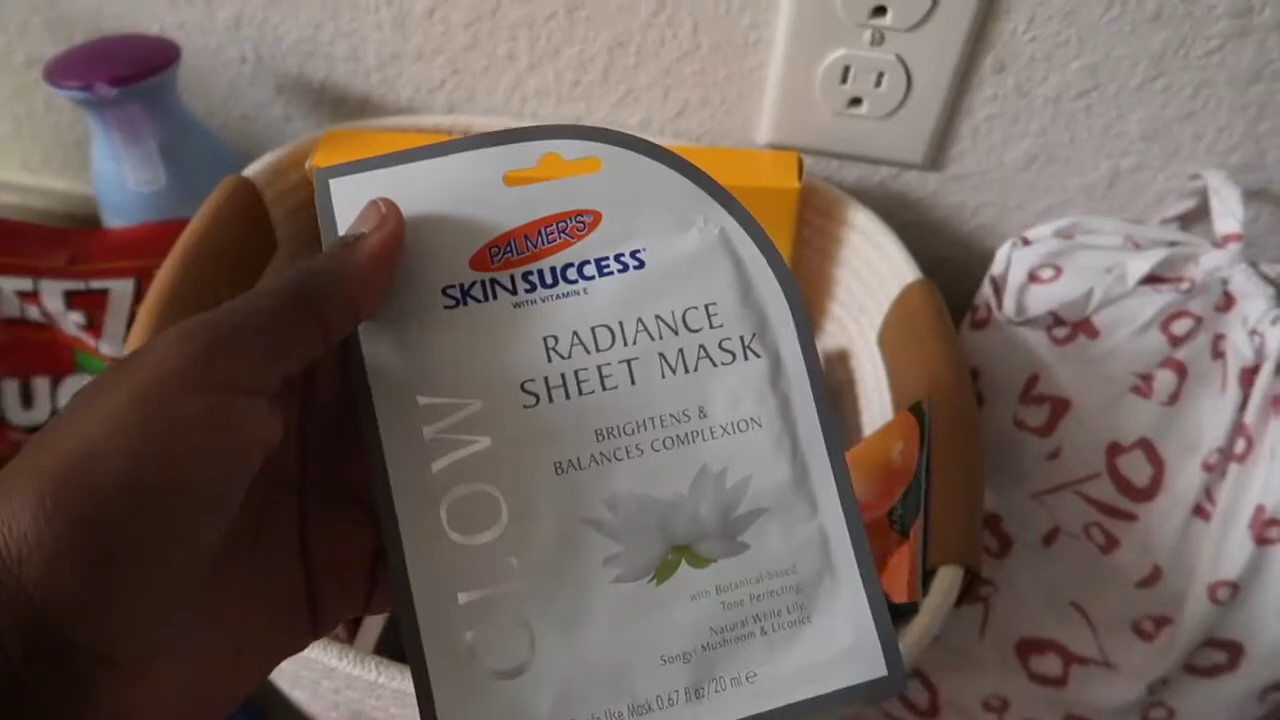 PALMER'S®
SKIN SUCCESS®
WITH VITAMIN E
RADIANCE
SHEET MASK
BRIGHTENS &
BALANCES COMPLEXION
GLOW
with Botanical-based
Tone Perfecting,
Natural White Lily,
Songyi Mushroom & Licorice
Use Mask 0.67 fl oz/20 ml e